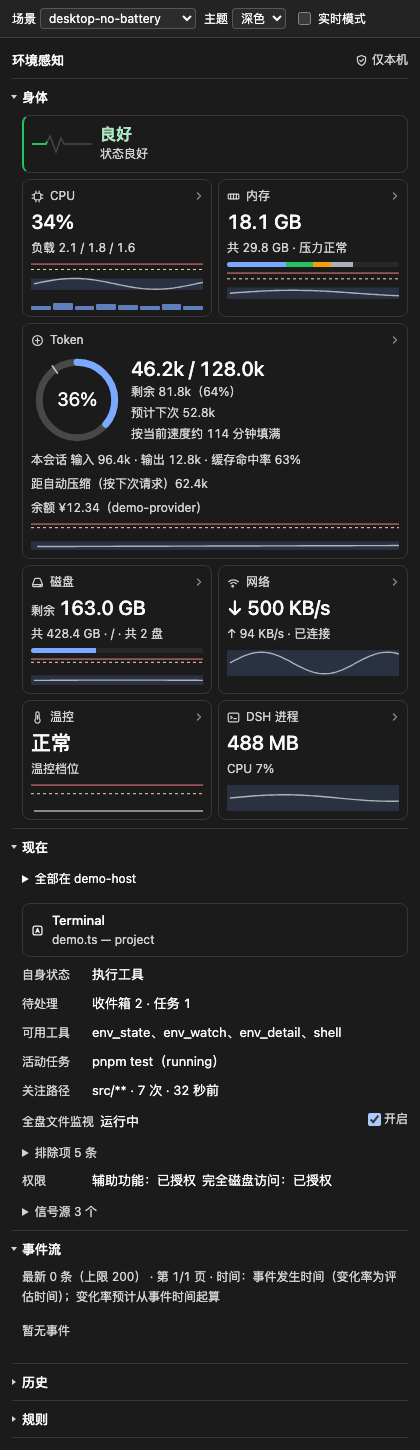 场景 desktop-no-battery 主题 深色 实时模式
环境感知 仅本机
身体
良好
状态良好
CPU
34%
负载 2.1 / 1.8 / 1.6
内存
18.1 GB
共 29.8 GB · 压力正常
Token
36%
46.2k / 128.0k
剩余 81.8k（64%）
预计下次 52.8k
按当前速度约 114 分钟填满
本会话 输入 96.4k · 输出 12.8k · 缓存命中率 63%
距自动压缩（按下次请求）62.4k
余额 ¥12.34（demo-provider）
磁盘
剩余 163.0 GB
共 428.4 GB · / · 共 2 盘
网络
↓ 500 KB/s
↑ 94 KB/s · 已连接
温控
正常
温控档位
DSH 进程
488 MB
CPU 7%
现在
全部在 demo-host
Terminal
demo.ts — project
自身状态 执行工具
待处理 收件箱 2 · 任务 1
可用工具 env_state、env_watch、env_detail、shell
活动任务 pnpm test（running）
关注路径 src/** · 7 次 · 32 秒前
全盘文件监视 运行中 开启
排除项 5 条
权限 辅助功能：已授权 完全磁盘访问：已授权
信号源 3 个
事件流
最新 0 条（上限 200） · 第 1/1 页 · 时间：事件发生时间（变化率为评
估时间）；变化率预计从事件时间起算
暂无事件
历史
规则